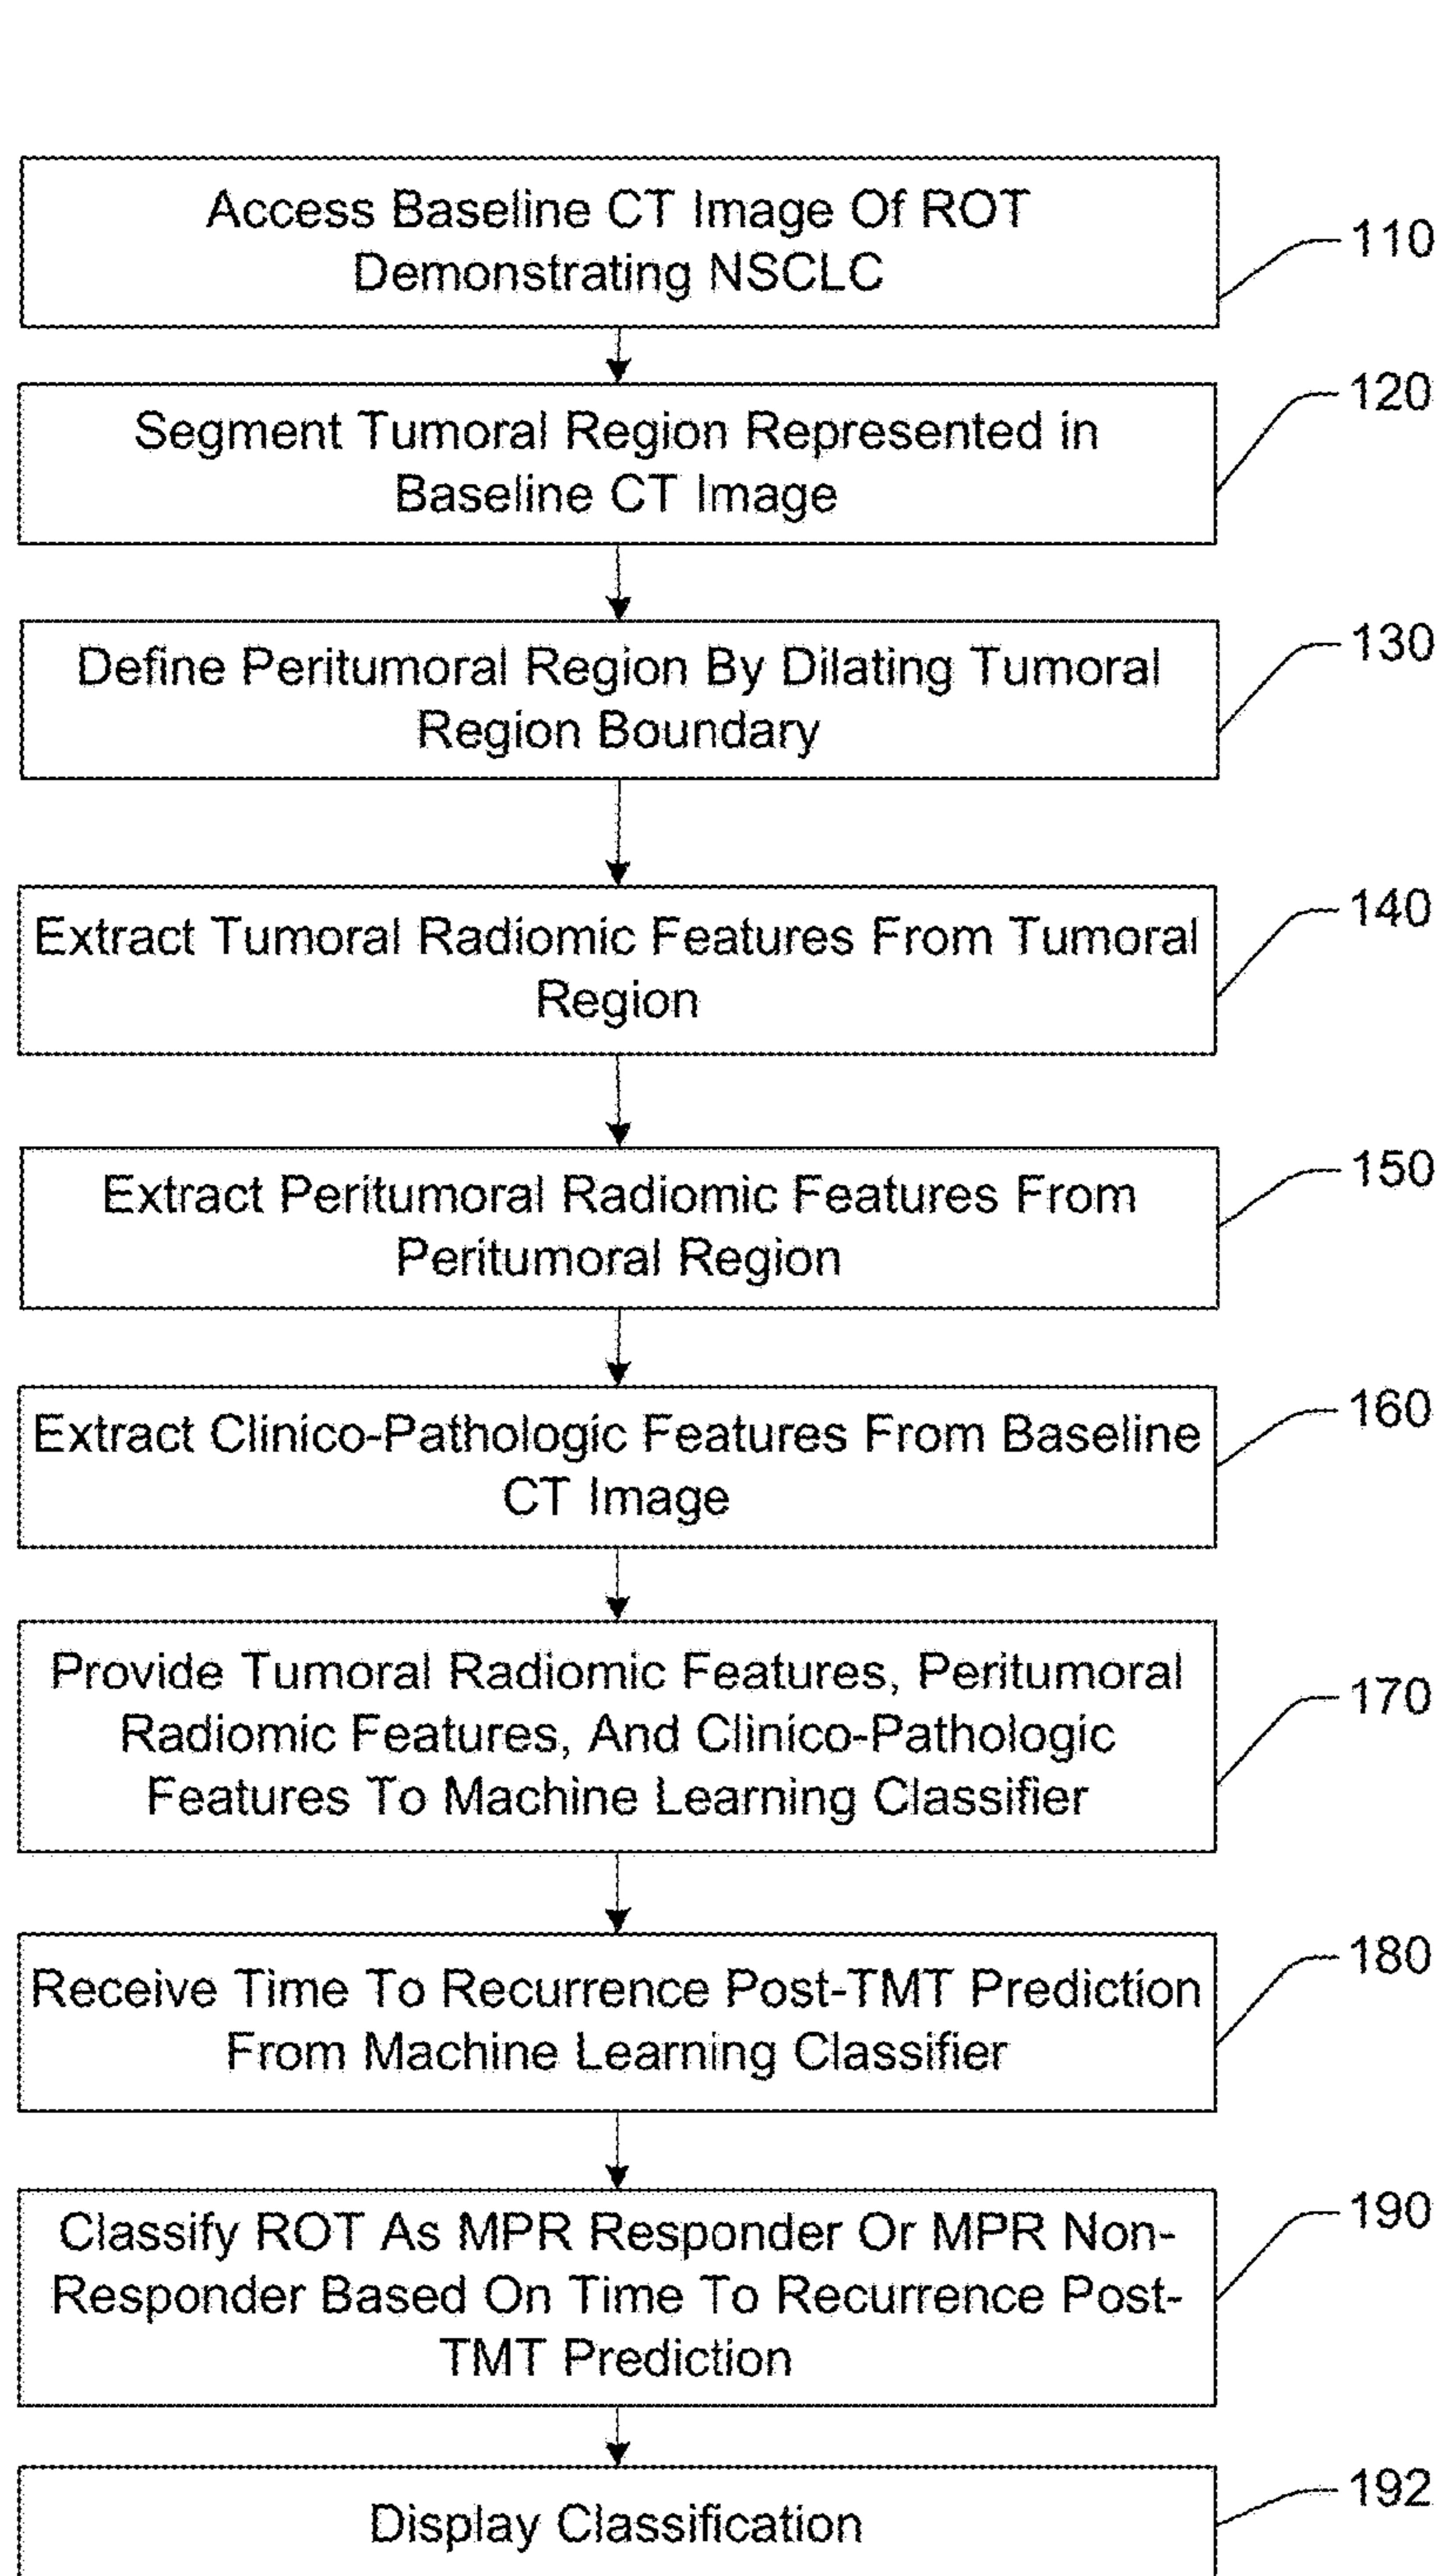 Access Baseline CT Image Of ROT
Demonstrating NSCLC
110
Segment Tumoral Region Represented in
Baseline CT Image
120
Define Peritumoral Region By Dilating Tumoral
Region Boundary
130
Extract Tumoral Radiomic Features From Tumoral
Region
140
Extract Peritumoral Radiomic Features From
Peritumoral Region
150
Extract Clinico-Pathologic Features From Baseline
CT Image
160
Provide Tumoral Radiomic Features, Peritumoral
Radiomic Features, And Clinico-Pathologic
Features To Machine Learning Classifier
170
Receive Time To Recurrence Post-TMT Prediction
From Machine Learning Classifier
180
Classify ROT As MPR Responder Or MPR Non-
Responder Based On Time To Recurrence Post-
TMT Prediction
190
Display Classification
192